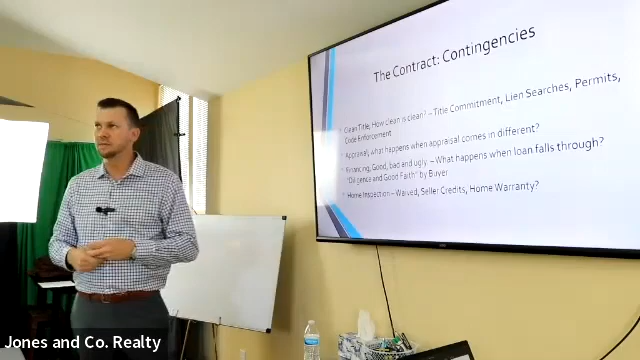 The Contract: Contingencies
Clean Title, How clean is clean? – Title Commitment, Lien Searches, Permits,
Code Enforcement
Appraisal, what happens when appraisal comes in different?
Financing, Good, bad and ugly. – What happens when loan falls through?
"Diligence and Good Faith" by Buyer
Home Inspection – Waived, Seller Credits, Home Warranty?
Jones and Co. Realty